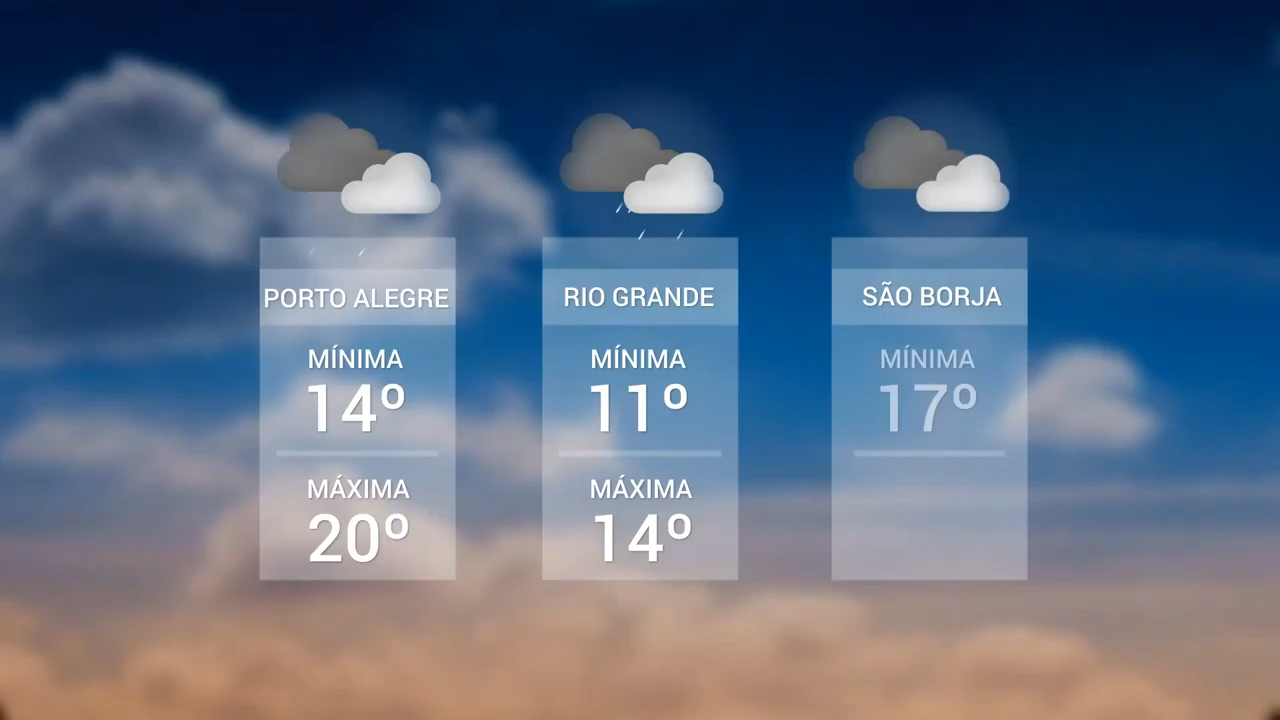 PORTO ALEGRE
MÍNIMA
14º
MÁXIMA
20º
RIO GRANDE
MÍNIMA
11º
MÁXIMA
14º
SÃO BORJA
MÍNIMA
17º